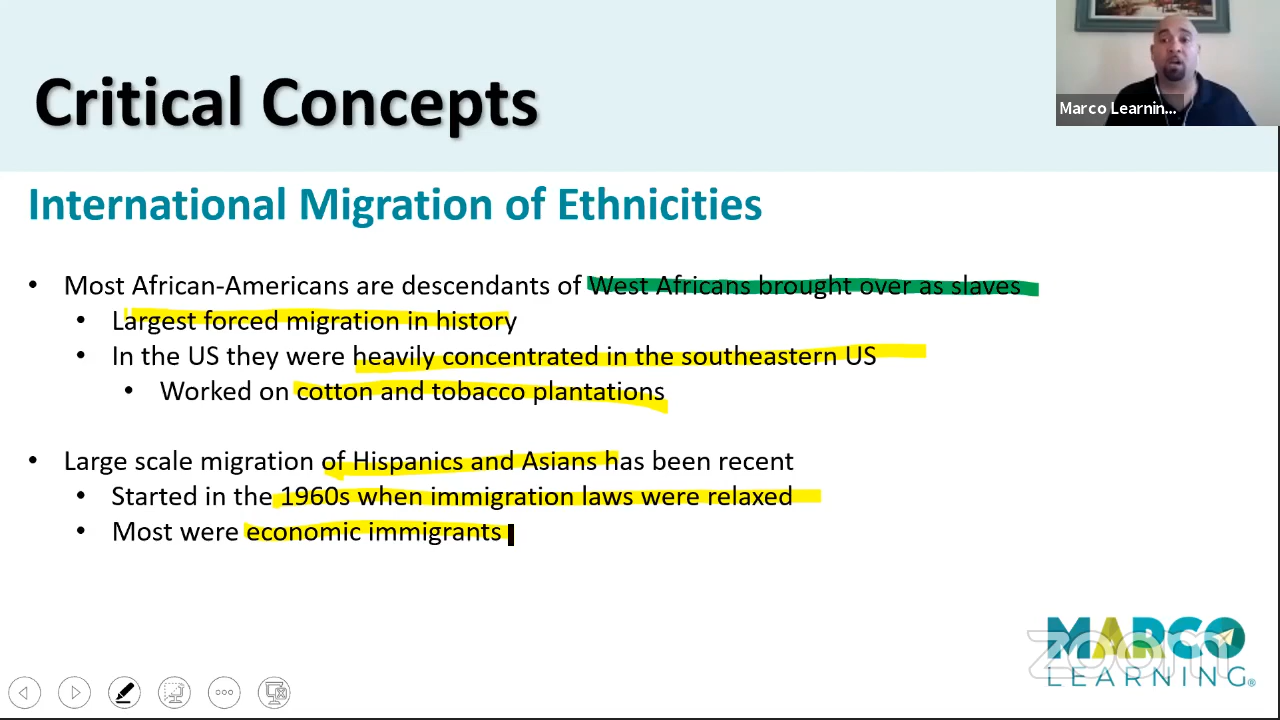 Critical Concepts
Marco Learnin...
International Migration of Ethnicities
• Most African-Americans are descendants of West Africans brought over as slaves
• Largest forced migration in history
• In the US they were heavily concentrated in the southeastern US
• Worked on cotton and tobacco plantations
• Large scale migration of Hispanics and Asians has been recent
• Started in the 1960s when immigration laws were relaxed
• Most were economic immigrants
MARCO
zoom
LEARNING®